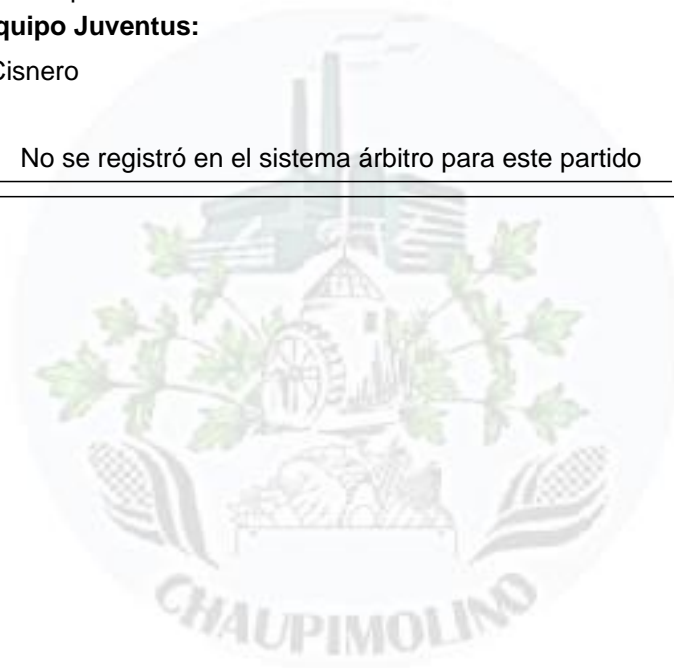 quipo Juventus:
Cisnero
No se registró en el sistema árbitro para este partido
CHAUPIMOLINO